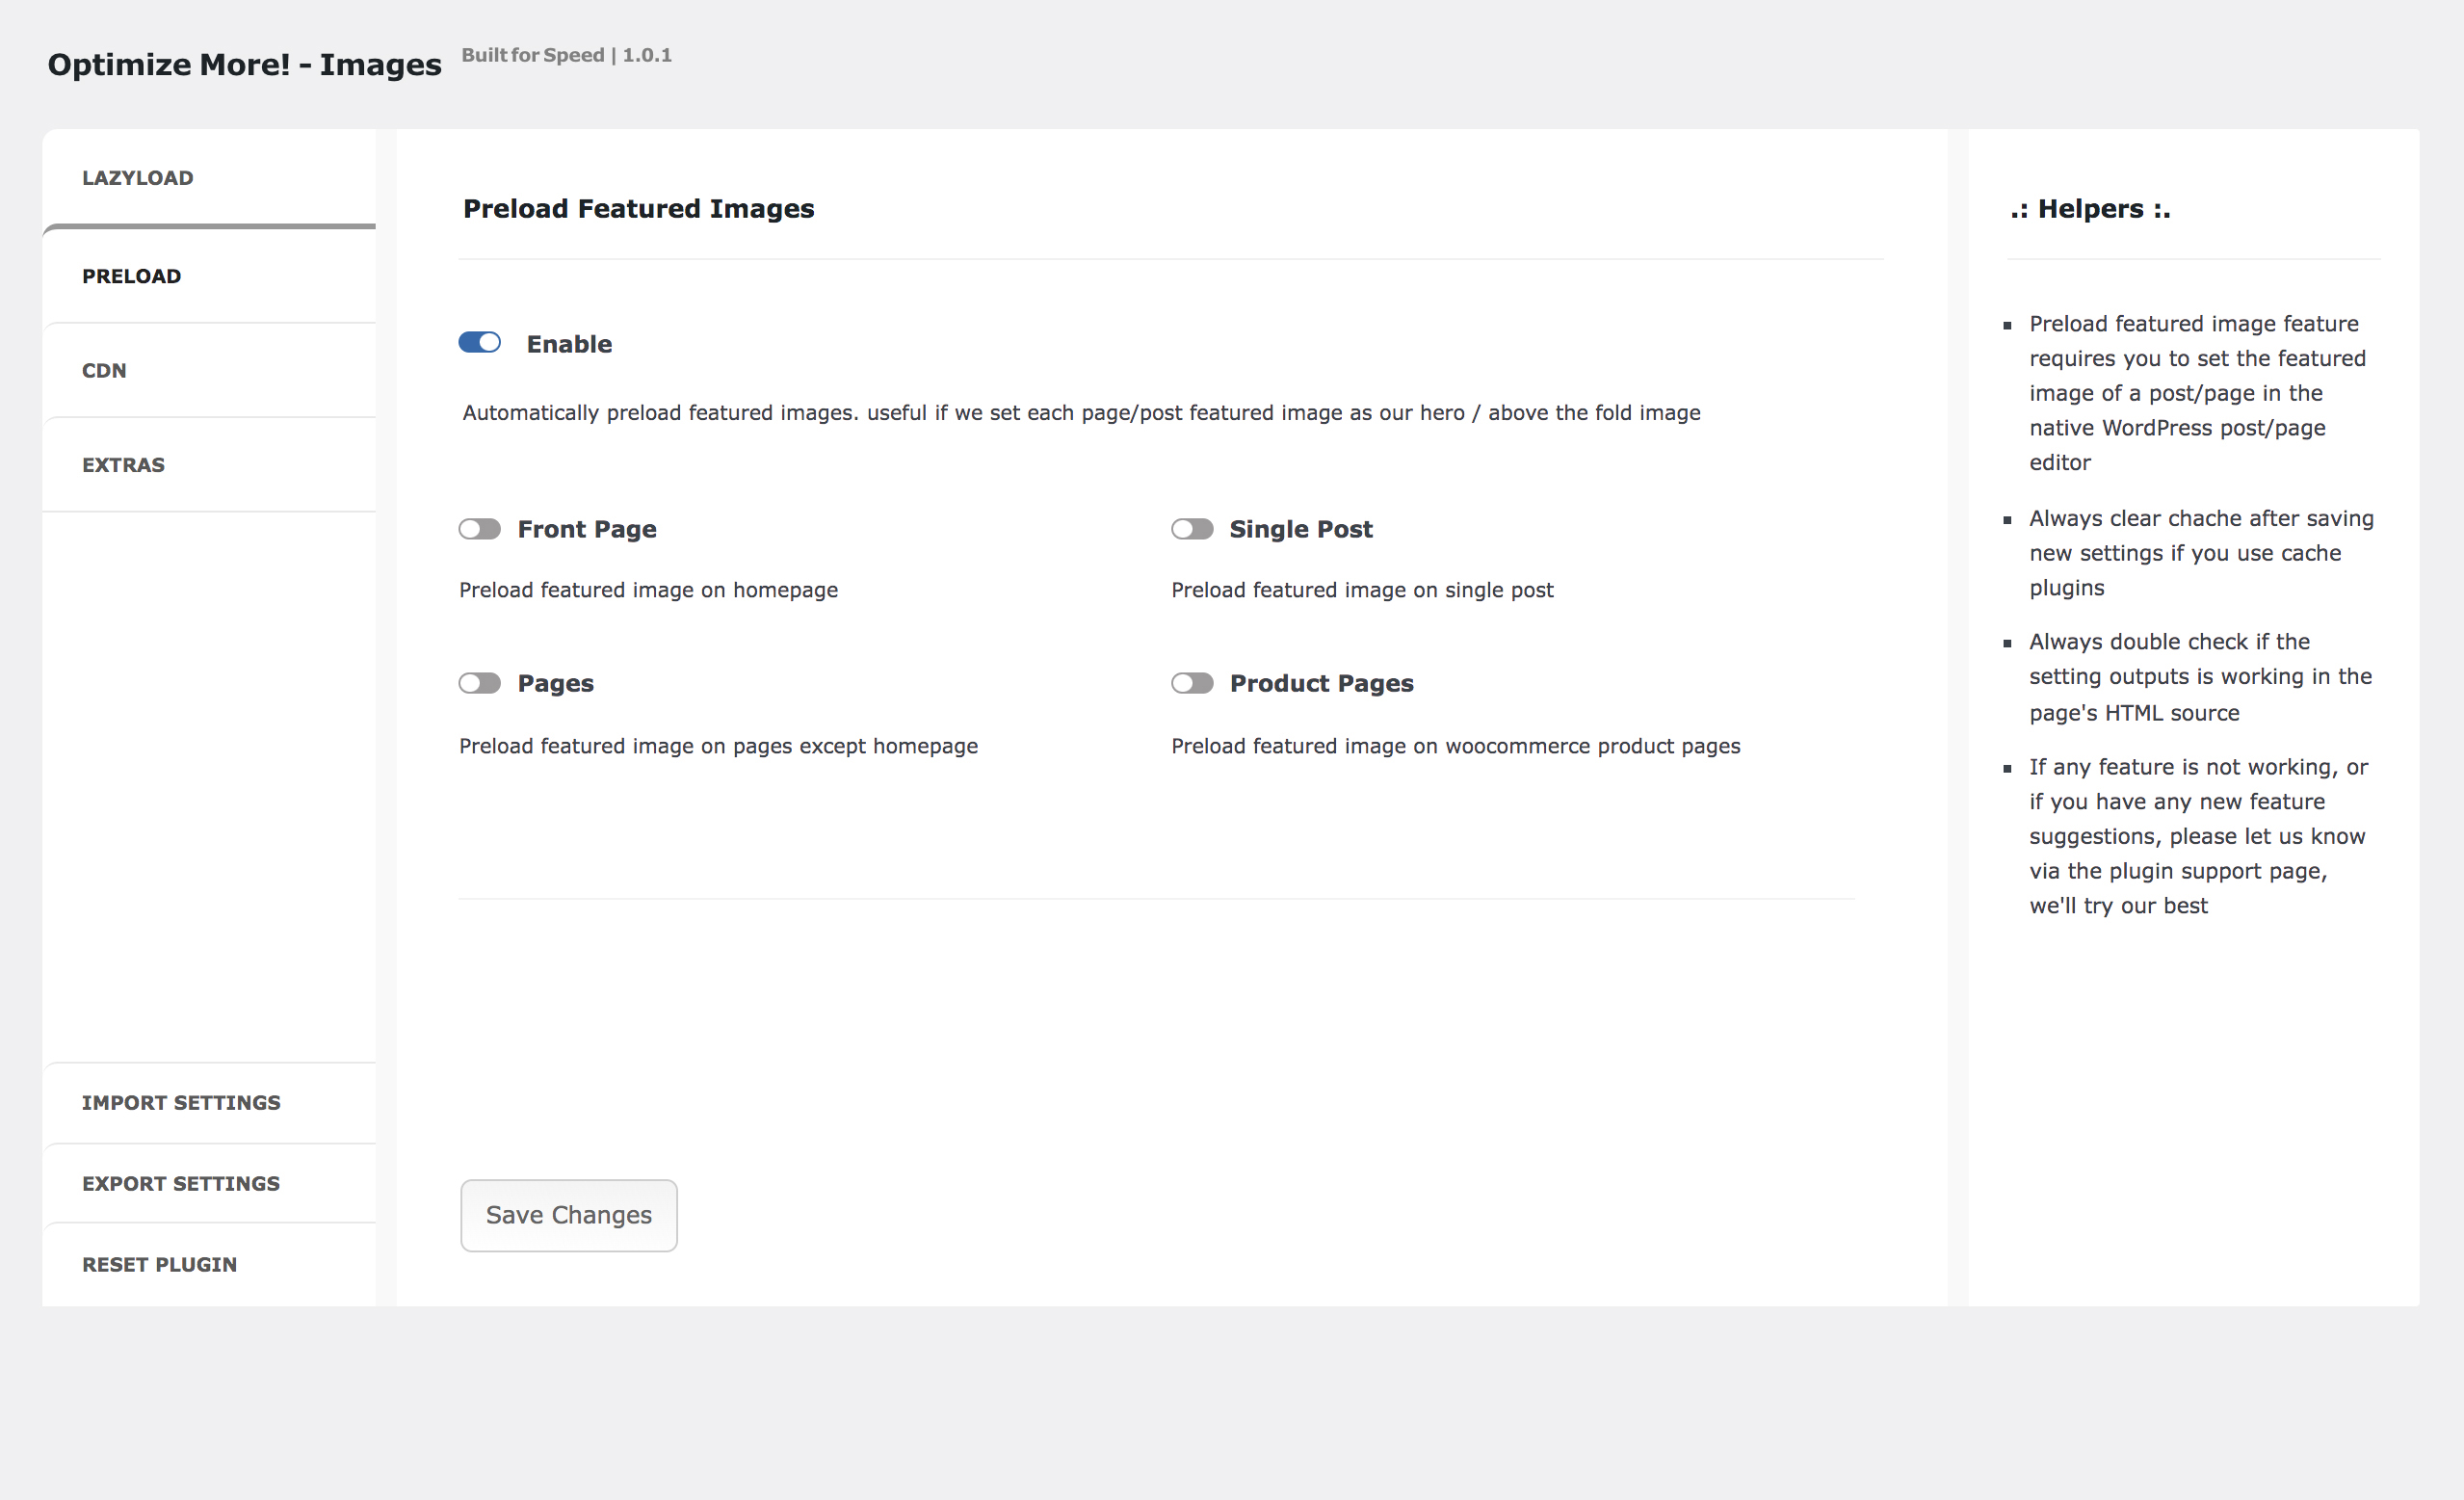 Optimize More! - Images
Built for Speed | 1.0.1
LAZYLOAD
PRELOAD
CDN
EXTRAS
IMPORT SETTINGS
EXPORT SETTINGS
RESET PLUGIN
Preload Featured Images
Enable
Automatically preload featured images. useful if we set each page/post featured image as our hero / above the fold image
Front Page
Preload featured image on homepage
Single Post
Preload featured image on single post
Pages
Preload featured image on pages except homepage
Product Pages
Preload featured image on woocommerce product pages
Save Changes
.: Helpers :.
Preload featured image feature
requires you to set the featured
image of a post/page in the
native WordPress post/page
editor
Always clear chache after saving
new settings if you use cache
plugins
Always double check if the
setting outputs is working in the
page's HTML source
If any feature is not working, or
if you have any new feature
suggestions, please let us know
via the plugin support page,
we'll try our best